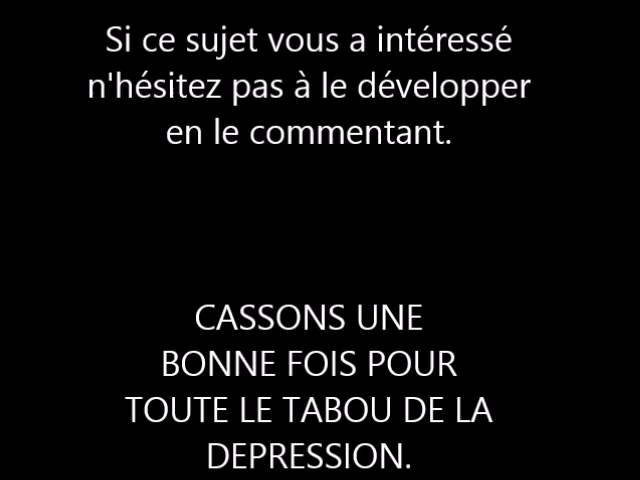 Si ce sujet vous a intéressé
n'hésitez pas à le développer
en le commentant.
CASSONS UNE
BONNE FOIS POUR
TOUTE LE TABOU DE LA
DEPRESSION.